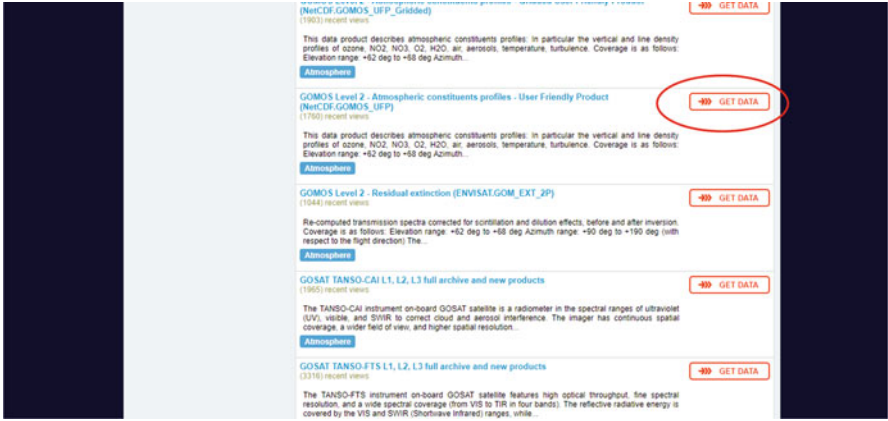 GOMOS Level 2 - Atmospheric constituents profiles - Gridded User Friendly Product
(NetCDF.GOMOS_UFP_Gridded)
(1903) recent views
GET DATA
This data product describes atmospheric constituents profiles: In particular the vertical and line density
profiles of ozone, NO2, NO3, O2, H2O, air, aerosols, temperature, turbulence. Coverage is as follows:
Elevation range: +62 deg to +68 deg Azimuth...
Atmosphere
GOMOS Level 2 - Atmospheric constituents profiles - User Friendly Product
(NetCDF.GOMOS_UFP)
(1760) recent views
GET DATA
This data product describes atmospheric constituents profiles: In particular the vertical and line density
profiles of ozone, NO2, NO3, O2, H2O, air, aerosols, temperature, turbulence. Coverage is as follows:
Elevation range: +62 deg to +68 deg Azimuth...
Atmosphere
GOMOS Level 2 - Residual extinction (ENVISAT.GOM_EXT_2P)
(1044) recent views
GET DATA
Re-computed transmission spectra corrected for scintillation and dilution effects, before and after inversion.
Coverage is as follows: Elevation range: +62 deg to +68 deg Azimuth range: +90 deg to +190 deg (with
respect to the flight direction) The...
Atmosphere
GOSAT TANSO-CAI L1, L2, L3 full archive and new products
(1965) recent views
GET DATA
The TANSO-CAI instrument on-board GOSAT satellite is a radiometer in the spectral ranges of ultraviolet
(UV), visible, and SWIR to correct cloud and aerosol interference. The imager has continuous spatial
coverage, a wider field of view, and higher spatial resolution...
Atmosphere
GOSAT TANSO-FTS L1, L2, L3 full archive and new products
(3316) recent views
GET DATA
The TANSO-FTS instrument on-board GOSAT satellite features high optical throughput, fine spectral
resolution, and a wide spectral coverage (from VIS to TIR in four bands). The reflective radiative energy is
covered by the VIS and SWIR (Shortwave Infrared) ranges, while...